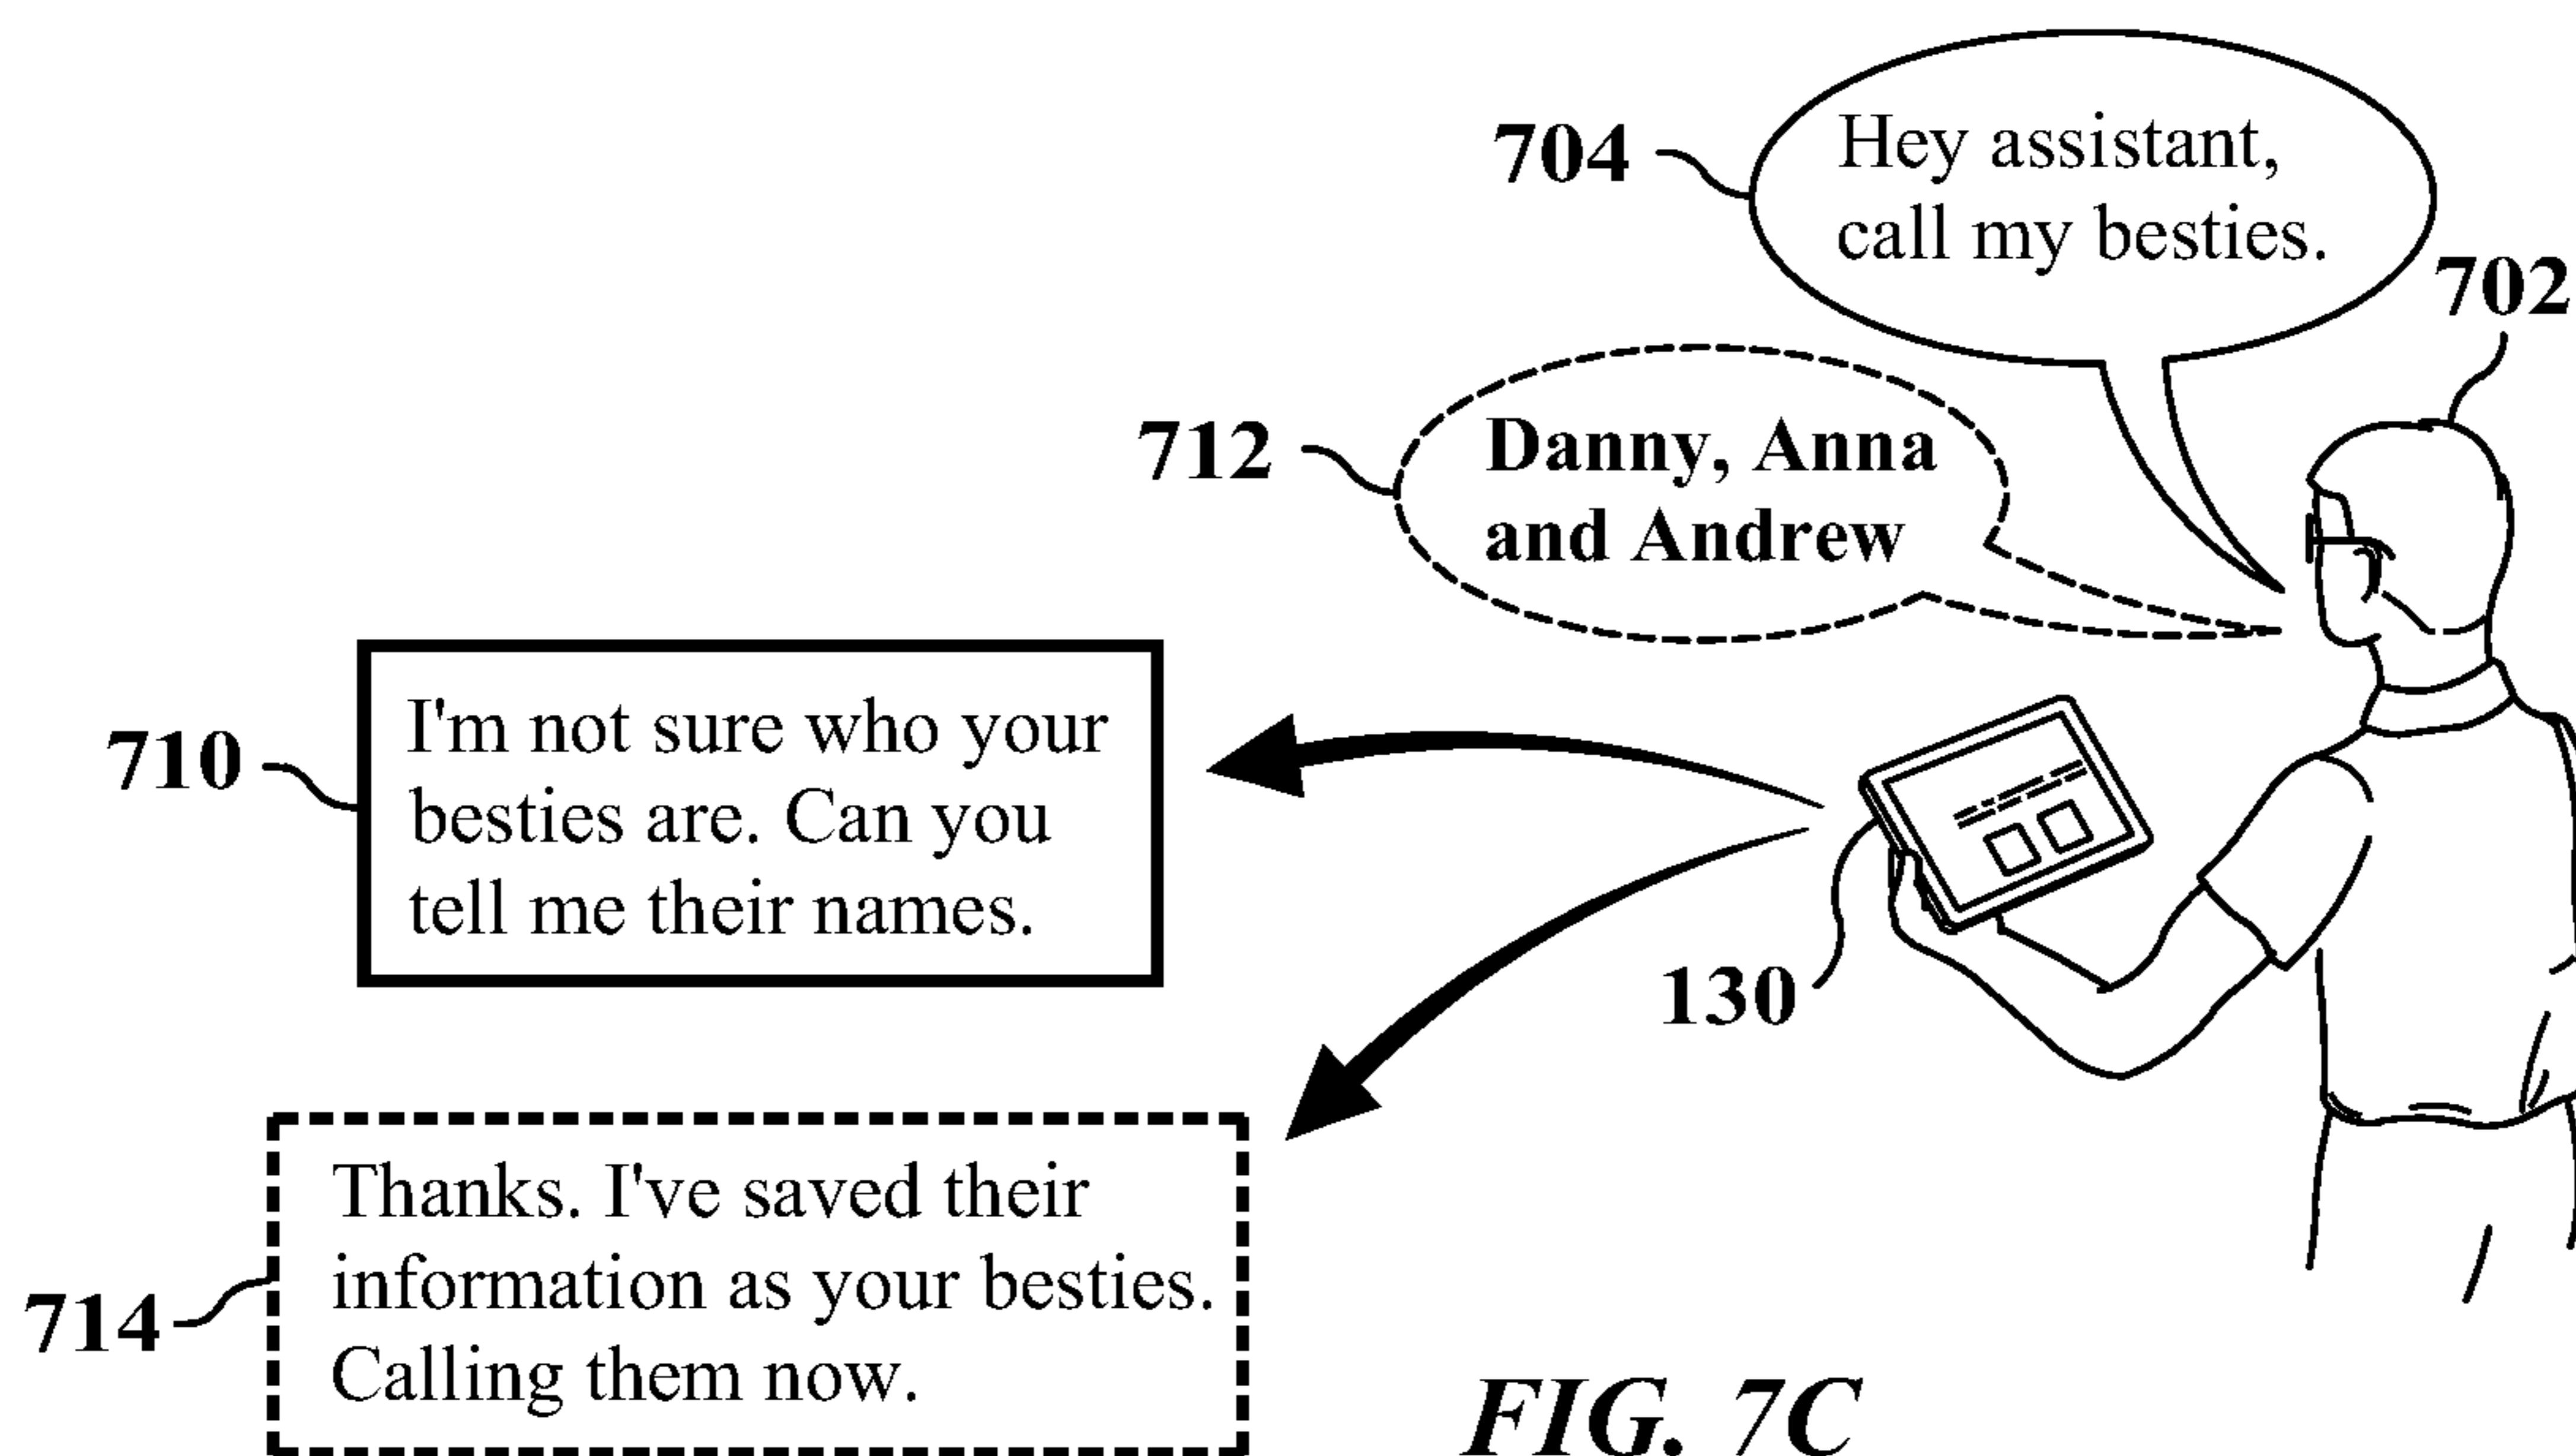 704
Hey assistant,
call my besties.
702
712
Danny, Anna
and Andrew
710
I'm not sure who your
besties are. Can you
tell me their names.
130
714
Thanks. I've saved their
information as your besties.
Calling them now.
FIG. 7C